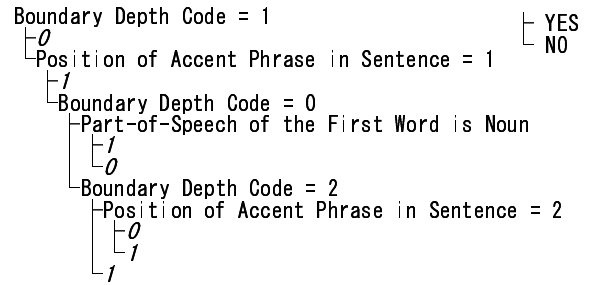 Boundary Depth Code = 1
YES
0
NO
Position of Accent Phrase in Sentence = 1
1
Boundary Depth Code = 0
Part-of-Speech of the First Word is Noun
1
0
Boundary Depth Code = 2
Position of Accent Phrase in Sentence = 2
0
1
1